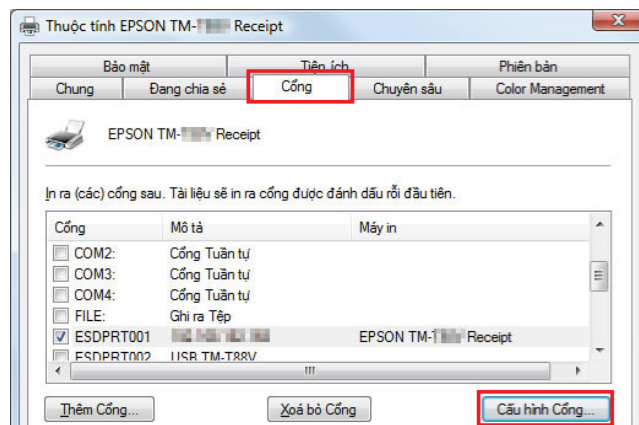 Thuộc tính EPSON TM- Receipt
Bảo mật Tiện ích Phiên bản
Chung Đang chia sẻ Cổng Chuyên sâu Color Management
EPSON TM- Receipt
In ra (các) cổng sau. Tài liệu sẽ in ra cổng được đánh dấu rỗi đầu tiên.
Cổng Mô tả Máy in
COM2: Cổng Tuần tự
COM3: Cổng Tuần tự
COM4: Cổng Tuần tự
FILE: Ghi ra Tệp
ESDPRT001 EPSON TM- Receipt
ESDPRT002 USB TM-T88V
Thêm Cổng... Xoá bỏ Cổng Cấu hình Cổng...